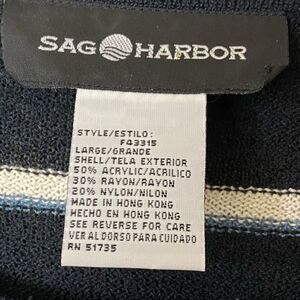 SAG HARBOR
STYLE/ESTILO:
F43315
LARGE/GRANDE
SHELL/TELA EXTERIOR
50% ACRYLIC/ACRILICO
30% RAYON/RAYON
20% NYLON/NILON
MADE IN HONG KONG
HECHO EN HONG KONG
SEE REVERSE FOR CARE
VER AL DORSO PARA CUIDADO
RN 51735